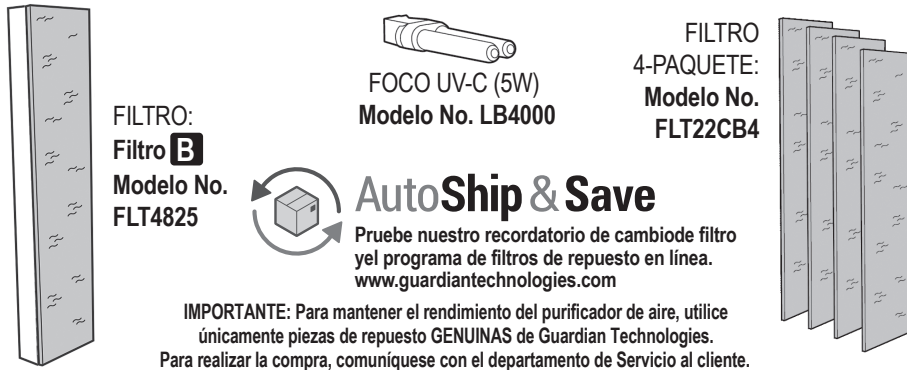 FILTRO:
Filtro B
Modelo No.
FLT4825
FOCO UV-C (5W)
Modelo No. LB4000
FILTRO
4-PAQUETE:
Modelo No.
FLT22CB4
AutoShip & Save
Pruebe nuestro recordatorio de cambiode filtro
yel programa de filtros de repuesto en línea.
www.guardiantechnologies.com
IMPORTANTE: Para mantener el rendimiento del purificador de aire, utilice
únicamente piezas de repuesto GENUINAS de Guardian Technologies.
Para realizar la compra, comuníquese con el departamento de Servicio al cliente.